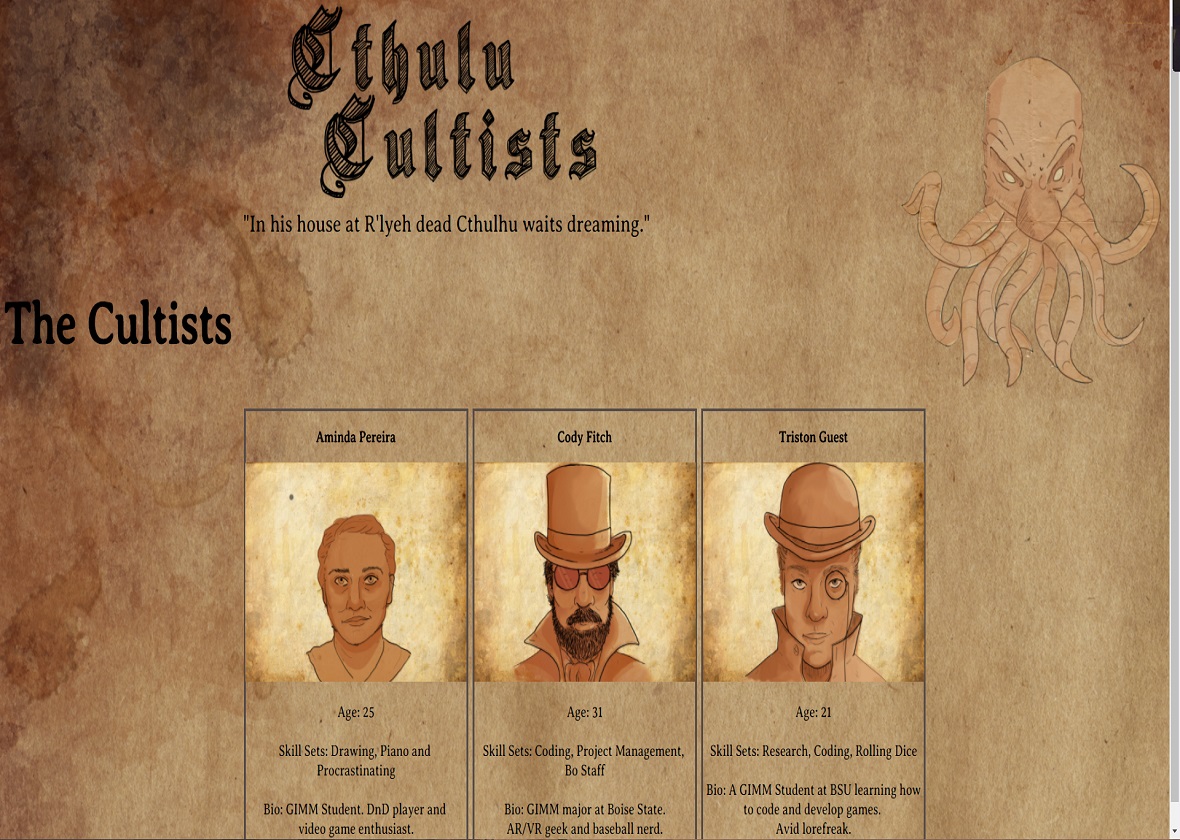 Cthulu
Cultists
"In his house at R'lyeh dead Cthulhu waits dreaming."
The Cultists
Aminda Pereira
Age: 25
Skill Sets: Drawing, Piano and
Procrastinating
Bio: GIMM Student. DnD player and
video game enthusiast.
Cody Fitch
Age: 31
Skill Sets: Coding, Project Management,
Bo Staff
Bio: GIMM major at Boise State.
AR/VR geek and baseball nerd.
Triston Guest
Age: 21
Skill Sets: Research, Coding, Rolling Dice
Bio: A GIMM Student at BSU learning how
to code and develop games.
Avid lorefreak.